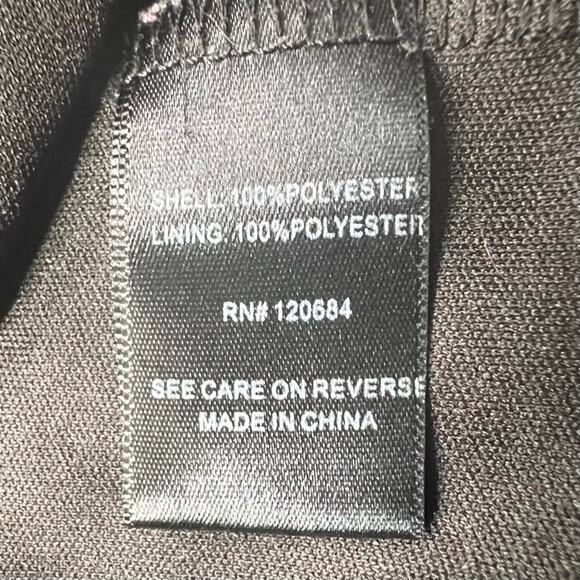 SHELL: 100%POLYESTER
LINING: 100%POLYESTER
RN# 120684
SEE CARE ON REVERSE
MADE IN CHINA